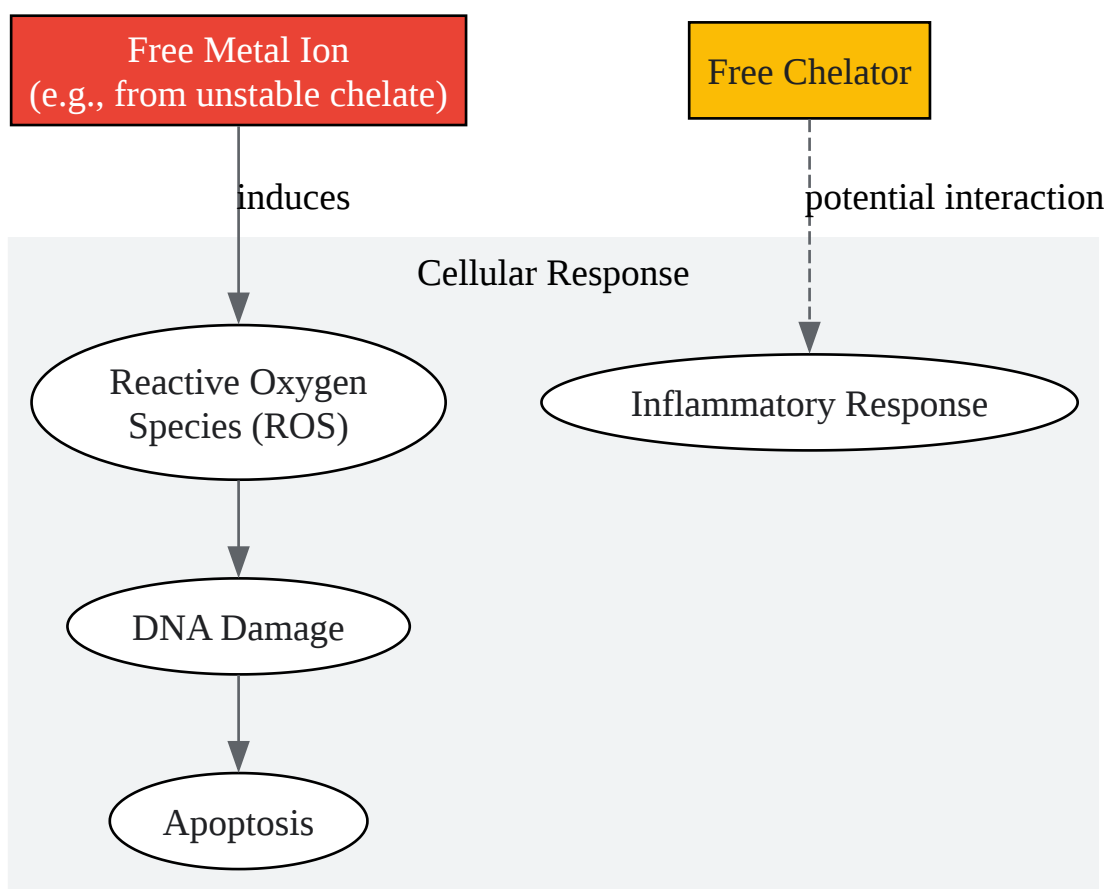 Free Metal Ion
(e.g., from unstable chelate)
Free Chelator
induces
potential interaction
Cellular Response
Reactive Oxygen
Species (ROS)
Inflammatory Response
DNA Damage
Apoptosis